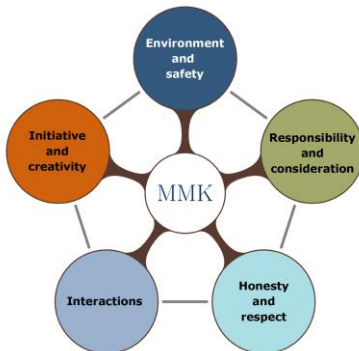 Environment
and
safety
Initiative
and
creativity
Responsibility
and
consideration
MMK
Interactions
Honesty
and
respect